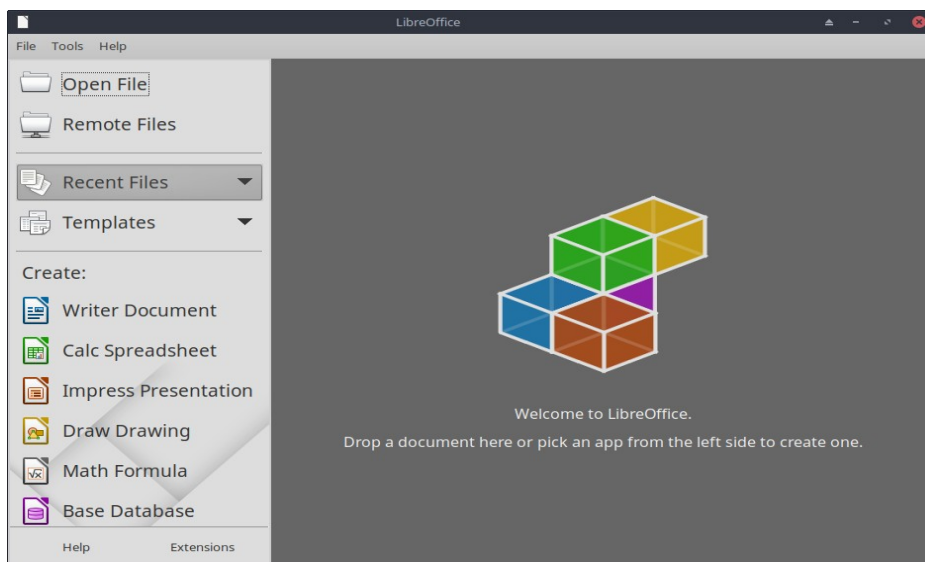 LibreOffice
File Tools Help
Open File
Remote Files
Recent Files
Templates
Create:
Writer Document
Calc Spreadsheet
Impress Presentation
Draw Drawing
Math Formula
Base Database
Help Extensions
Welcome to LibreOffice.
Drop a document here or pick an app from the left side to create one.